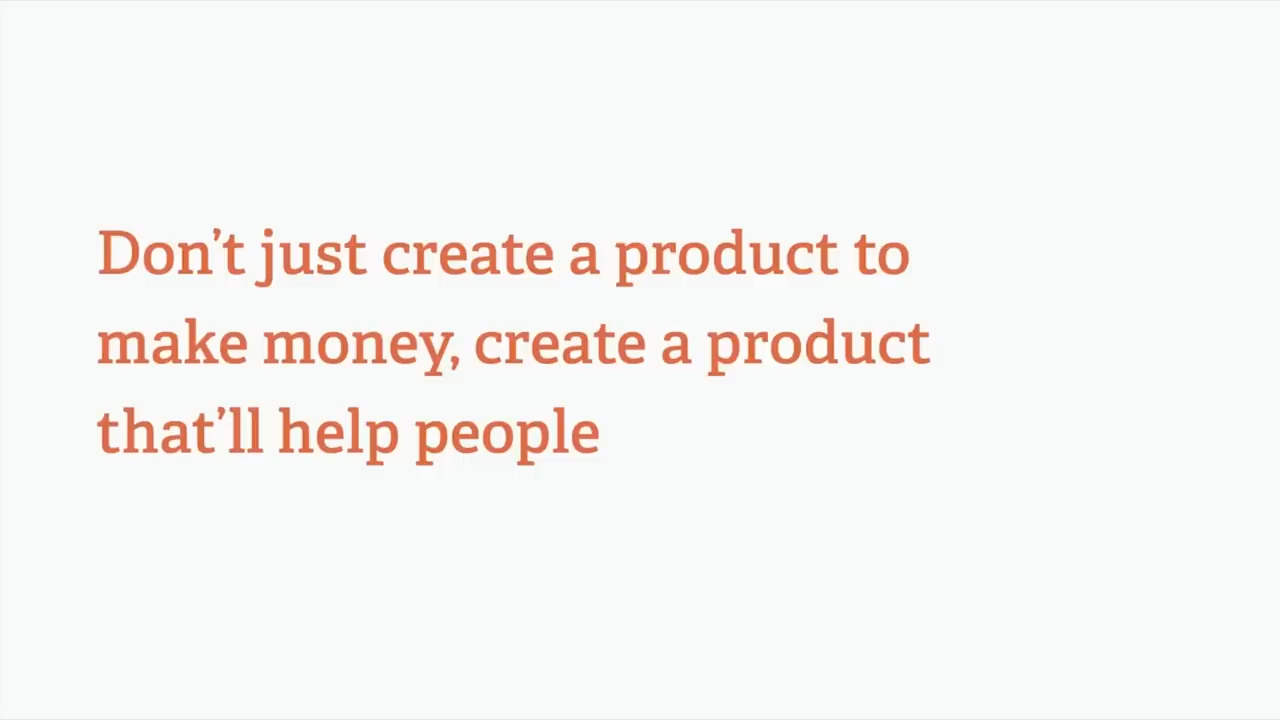 Don’t just create a product to
make money, create a product
that’ll help people